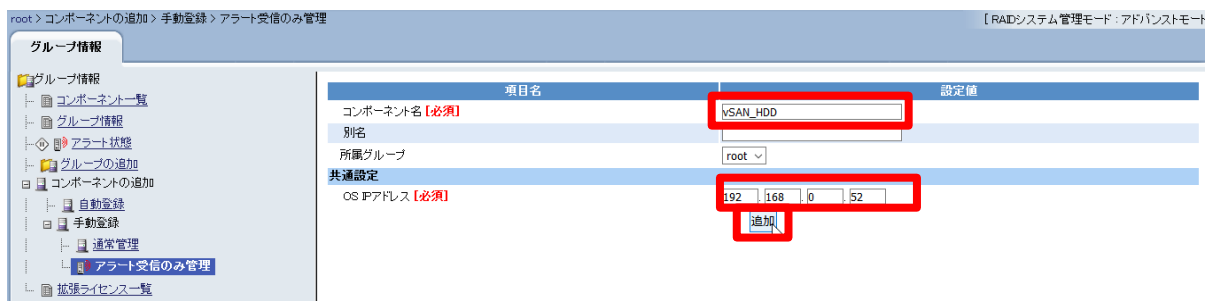 root > コンポーネントの追加 > 手動登録 > アラート受信のみ管理 [ RAIDシステム管理モード : アドバンストモード
グループ情報
グループ情報
コンポーネント一覧
グループ情報
アラート状態
グループの追加
コンポーネントの追加
自動登録
手動登録
通常管理
アラート受信のみ管理
拡張ライセンス一覧
項目名 設定値
コンポーネント名 [必須] vSAN_HDD
別名
所属グループ root
共通設定
OS IPアドレス [必須] 192 . 168 . 0 . 52
追加